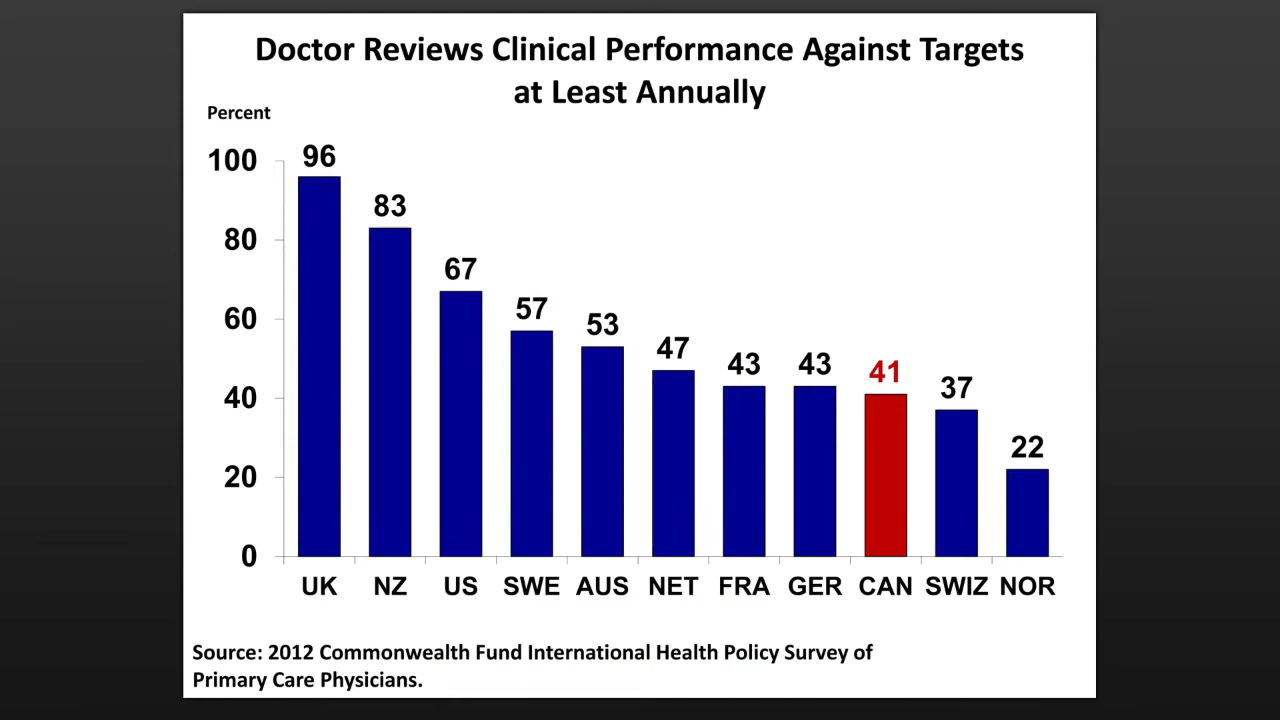 Doctor Reviews Clinical Performance Against Targets
at Least Annually
Percent
100
80
60
40
20
0
96
83
67
57
53
47
43
43
41
37
22
UK NZ US SWE AUS NET FRA GER CAN SWIZ NOR
Source: 2012 Commonwealth Fund International Health Policy Survey of
Primary Care Physicians.